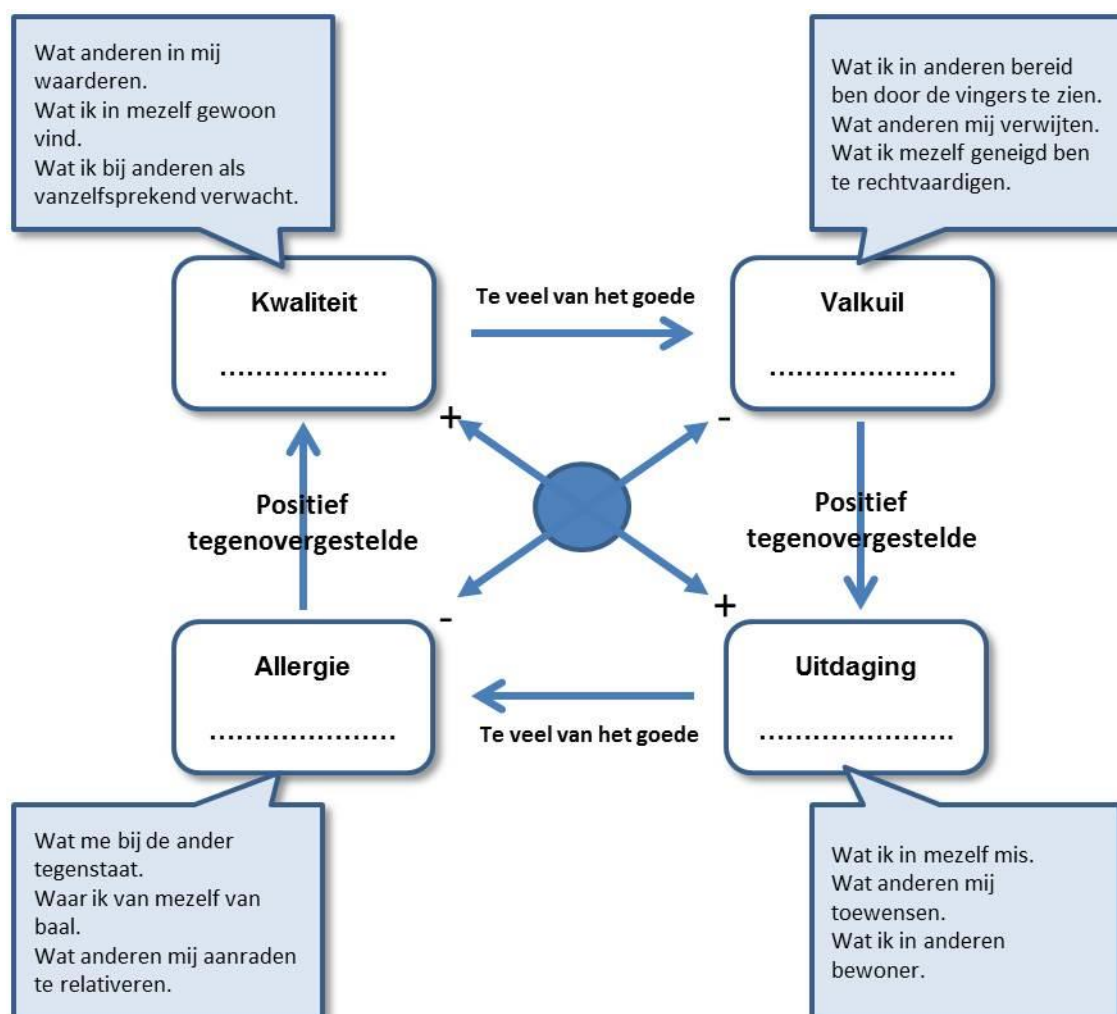 Wat anderen in mij
waarderen.
Wat ik in mezelf gewoon
vind.
Wat ik bij anderen als
vanzelfsprekend verwacht.
Wat ik in anderen bereid
ben door de vingers te zien.
Wat anderen mij verwijten.
Wat ik mezelf geneigd ben
te rechtvaardigen.
Kwaliteit
...................
Te veel van het goede
Valkuil
.....................
+
-
Positief
tegenovergestelde
Positief
tegenovergestelde
-
+
Allergie
.....................
Te veel van het goede
Uitdaging
......................
Wat me bij de ander
tegenstaat.
Waar ik van mezelf van
baal.
Wat anderen mij aanraden
te relativeren.
Wat ik in mezelf mis.
Wat anderen mij
toewensen.
Wat ik in anderen
bewoner.